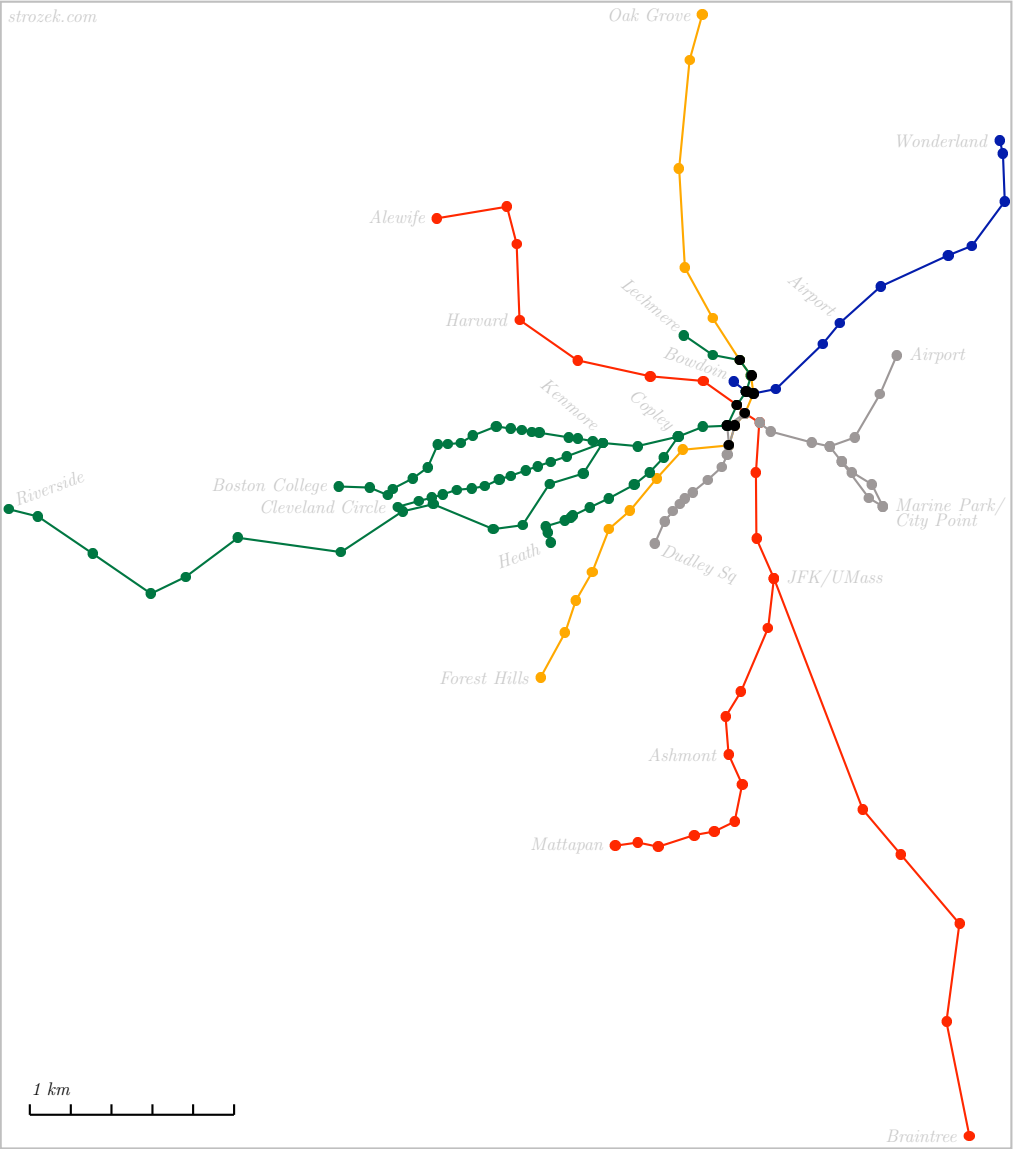 strozek.com
Oak Grove
Wonderland
Alewife
Airport
Lechmere
Harvard
Bowdoin
Airport
Kenmore
Copley
Riverside
Boston College
Cleveland Circle
Marine Park/
City Point
Heath
Dudley Sq
JFK/UMass
Forest Hills
Ashmont
Mattapan
1 km
Braintree